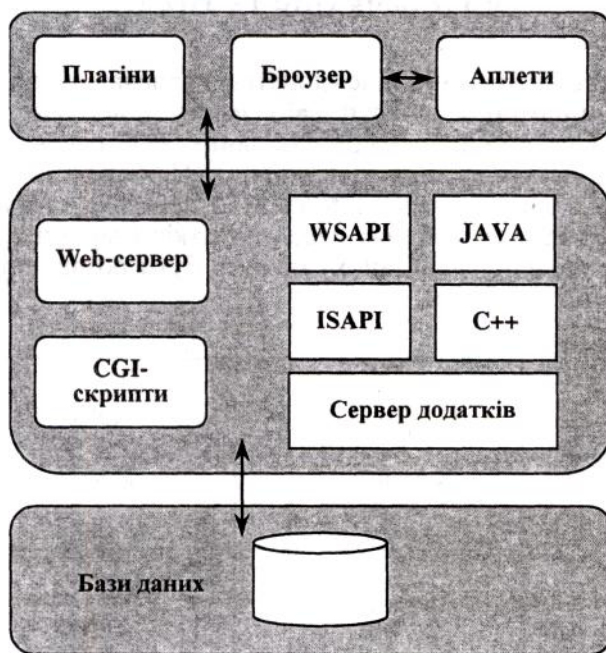 Плагіни
Броузер
Аплети
Web-сервер
WSAPI
JAVA
ISAPI
C++
CGI-
скрипти
Сервер додатків
Бази даних